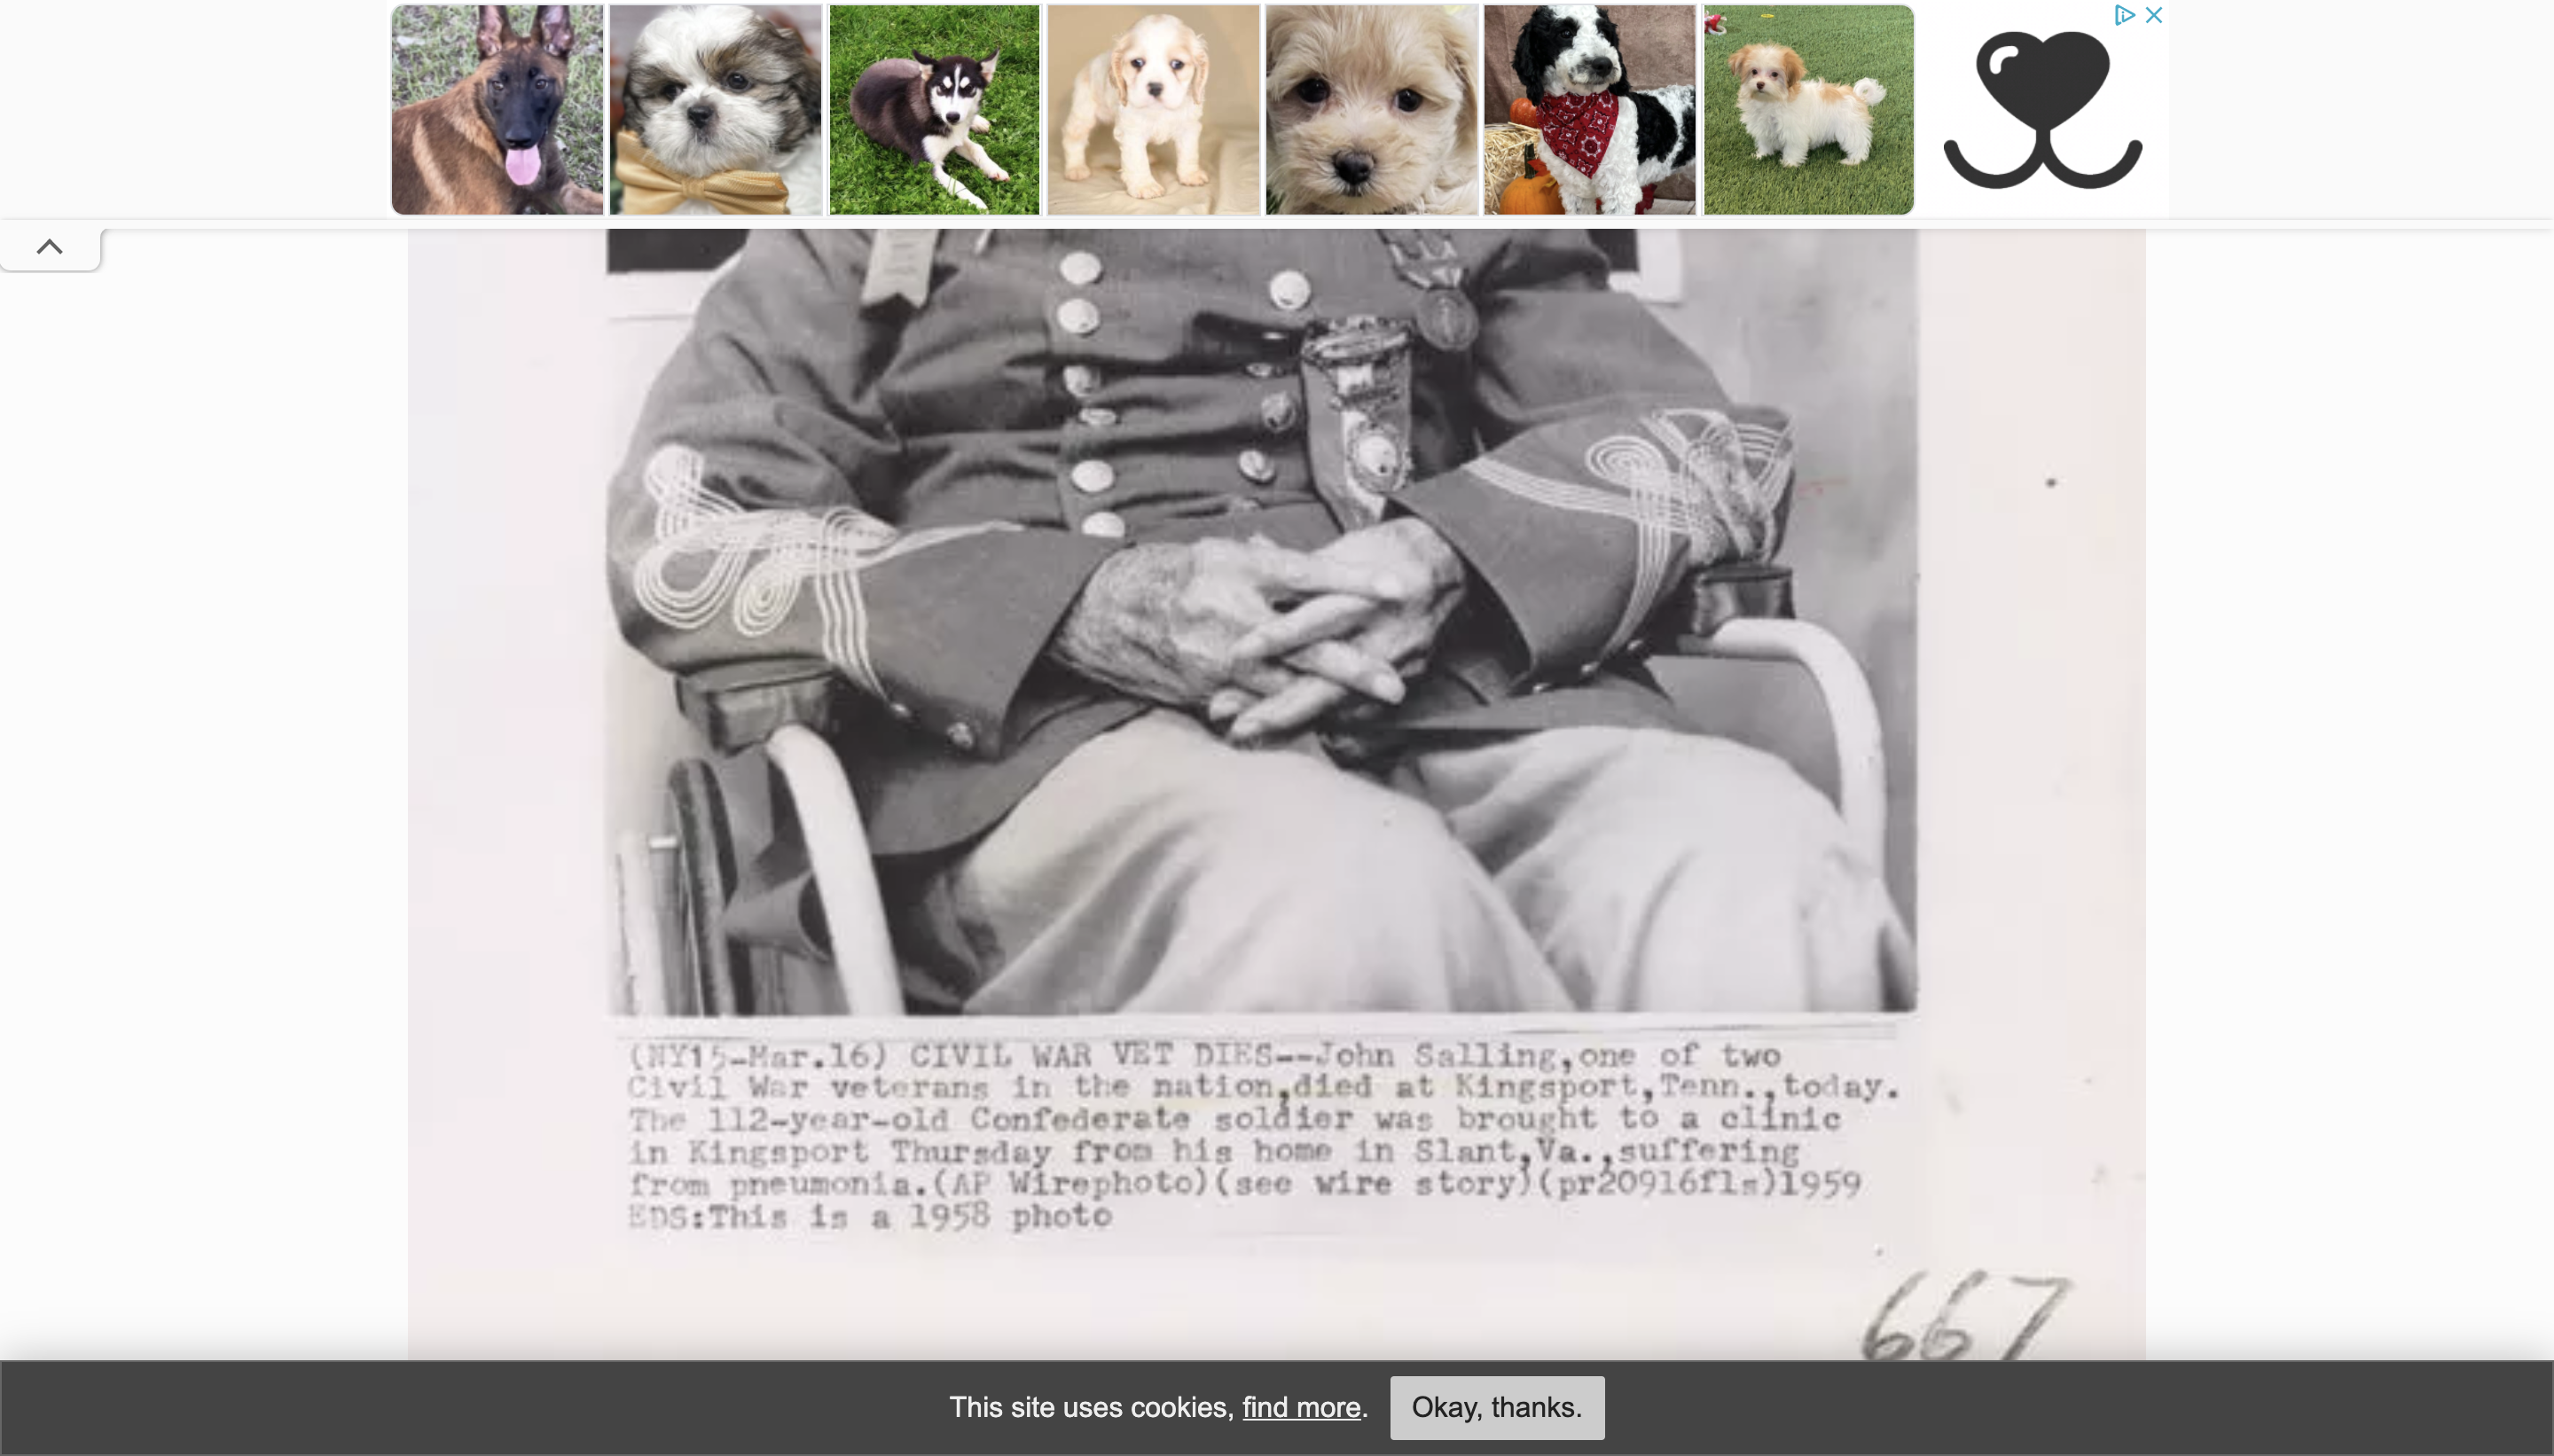 (NY15-Mar.16) CIVIL WAR VET DIES--John Salling,one of two
Civil War veterans in the nation,died at Kingsport,Tenn.,today.
The 112-year-old Confederate soldier was brought to a clinic
in Kingsport Thursday from his home in Slant,Va.,suffering
from pneumonia.(AP Wirephoto)(see wire story)(pr20916fls)1959
EDS:This is a 1958 photo
667
This site uses cookies, find more.
Okay, thanks.